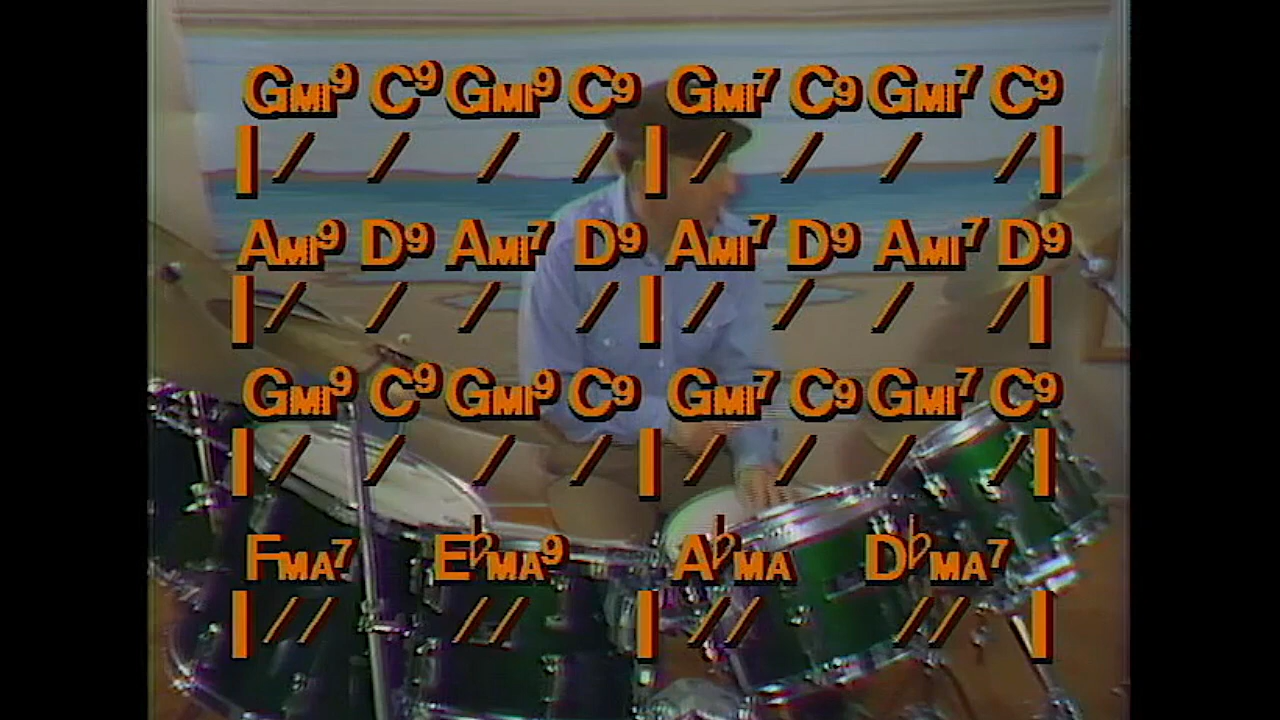 GMI9 C9 GMI9 C9 GMI7 C9 GMI7 C9
| / / / / | / / / / |
AMI9 D9 AMI7 D9 AMI7 D9 AMI7 D9
| / / / / | / / / / |
GMI9 C9 GMI9 C9 GMI7 C9 GMI7 C9
| / / / / | / / / / |
FMA7 E♭MA9 A♭MA D♭MA7
| // // | // // |